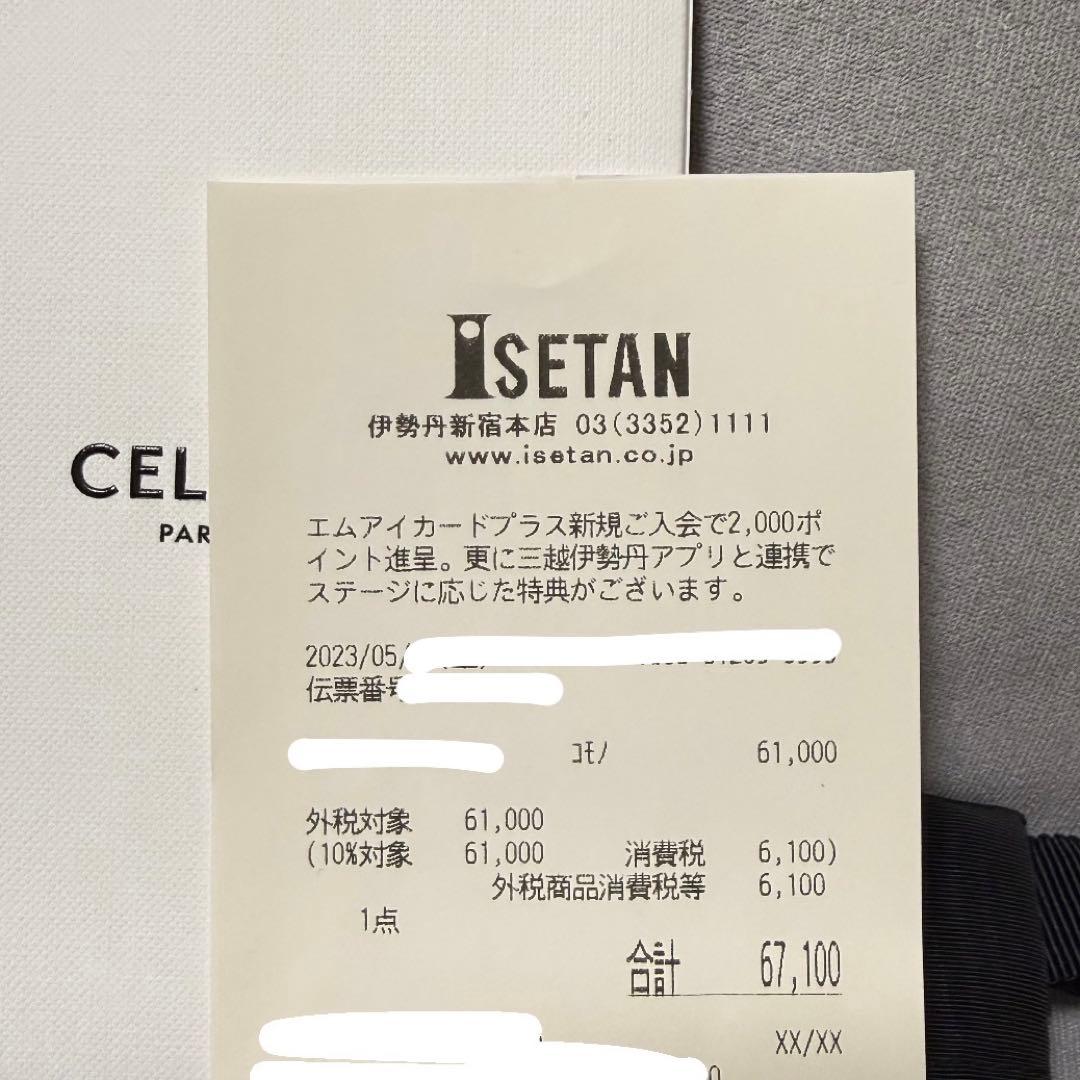 CEL
PAR
ISETAN
伊勢丹新宿本店 03(3352)1111
www.isetan.co.jp
エムアイカードプラス新規ご入会で2,000ポ
イント進呈。更に三越伊勢丹アプリと連携で
ステージに応じた特典がございます。
2023/05/
伝票番号
コモノ 61,000
外税対象 61,000
(10%対象 61,000 消費税 6,100)
外税商品消費税等 6,100
1点
合計 67,100
XX/XX